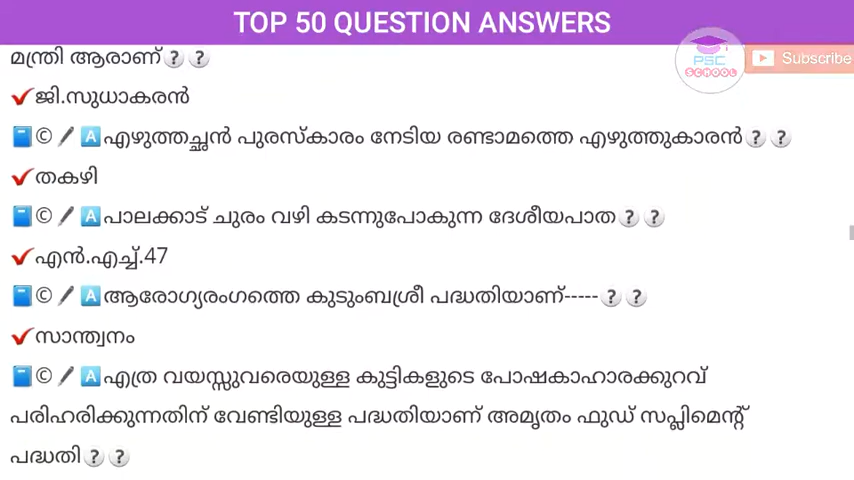 TOP 50 QUESTION ANSWERS
മന്ത്രി ആരാണ്❔❔
PSC
SCHOOL
Subscribe
✔ജി.സുധാകരൻ
📘©🖊🅰എഴുത്തച്ഛൻ പുരസ്കാരം നേടിയ രണ്ടാമത്തെ എഴുത്തുകാരൻ❔❔
✔തകഴി
📘©🖊🅰പാലക്കാട് ചുരം വഴി കടന്നുപോകുന്ന ദേശീയപാത❔❔
✔എൻ.എച്ച്.47
📘©🖊🅰ആരോഗ്യരംഗത്തെ കുടുംബശ്രീ പദ്ധതിയാണ്-----❔❔
✔സാന്ത്വനം
📘©🖊🅰എത്ര വയസ്സുവരെയുള്ള കുട്ടികളുടെ പോഷകാഹാരക്കുറവ്
പരിഹരിക്കുന്നതിന് വേണ്ടിയുള്ള പദ്ധതിയാണ് അമൃതം ഫുഡ് സപ്ലിമെന്റ്
പദ്ധതി❔❔